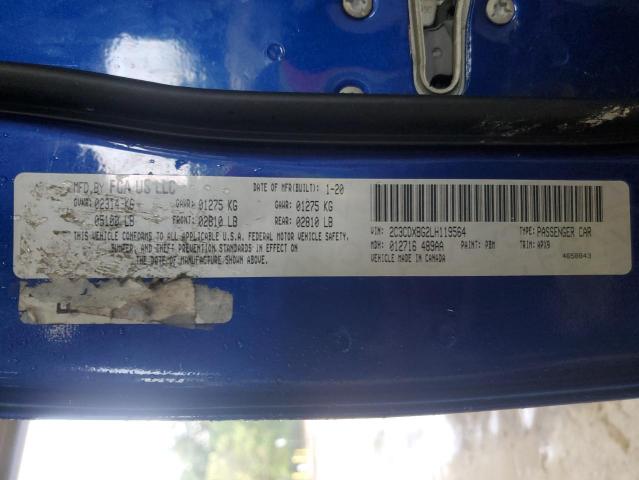 MFD.BY FCA US LLC DATE OF MFR(BUILT): 1-20
GVWR: 02314 KG GAWR: 01275 KG GAWR: 01275 KG
05100 LB FRONT: 02810 LB REAR: 02810 LB
THIS VEHICLE CONFORMS TO ALL APPLICABLE U.S.A. FEDERAL MOTOR VEHICLE SAFETY,
BUMPER, AND THEFT PREVENTION STANDARDS IN EFFECT ON
THE DATE OF MANUFACTURE SHOWN ABOVE.
VIN: 2C3CDXBG2LH119564 TYPE: PASSENGER CAR
MDH: 012716 489AA PAINT: PBM TRIM: APX9
VEHICLE MADE IN CANADA 4658843
F